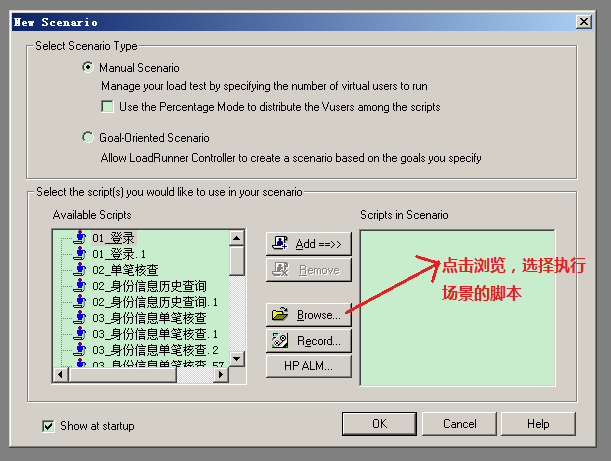 New Scenario
Select Scenario Type
Manual Scenario
Manage your load test by specifying the number of virtual users to run
Use the Percentage Mode to distribute the Vusers among the scripts
Goal-Oriented Scenario
Allow LoadRunner Controller to create a scenario based on the goals you specify
Select the script(s) you would like to use in your scenario
Available Scripts
01_登录
01_登录.1
02_单笔核查
02_身份信息历史查询
02_身份信息历史查询.1
03_身份信息单笔核查
03_身份信息单笔核查.1
03_身份信息单笔核查.2
03_身份信息单笔核查.57
Add ==>>
Remove
Browse...
Record...
HP ALM...
Scripts in Scenario
点击浏览，选择执行
场景的脚本
Show at startup
OK
Cancel
Help